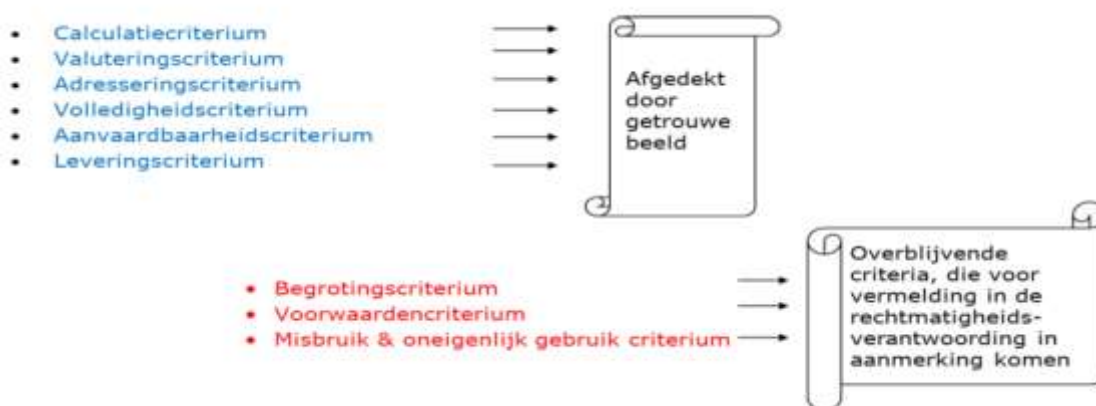 • Calculatiecriterium
• Valuteringscriterium
• Adresseringscriterium
• Volledigheidscriterium
• Aanvaardbaarheidscriterium
• Leveringscriterium
Afgedekt
door
getrouwe
beeld
• Begrotingscriterium
• Voorwaardencriterium
• Misbruik & oneigenlijk gebruik criterium
Overblijvende
criteria, die voor
vermelding in de
rechtmatigheids-
verantwoording in
aanmerking komen